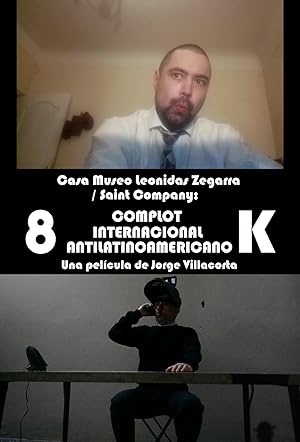 Casa Museo Leonidas Zegarra
/ Saint Company:
8 K
COMPLOT
INTERNACIONAL
ANTILATINOAMERICANO
Una película de Jorge Villacorta